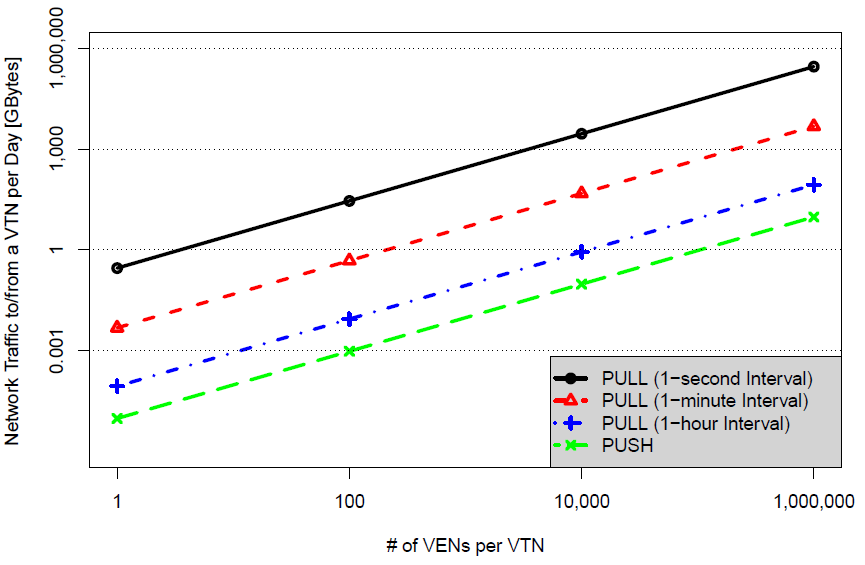 Network Traffic to/from a VTN per Day [GBytes]
1,000,000
1,000
1
0.001
PULL (1−second Interval)
PULL (1−minute Interval)
PULL (1−hour Interval)
PUSH
1
100
10,000
1,000,000
# of VENs per VTN